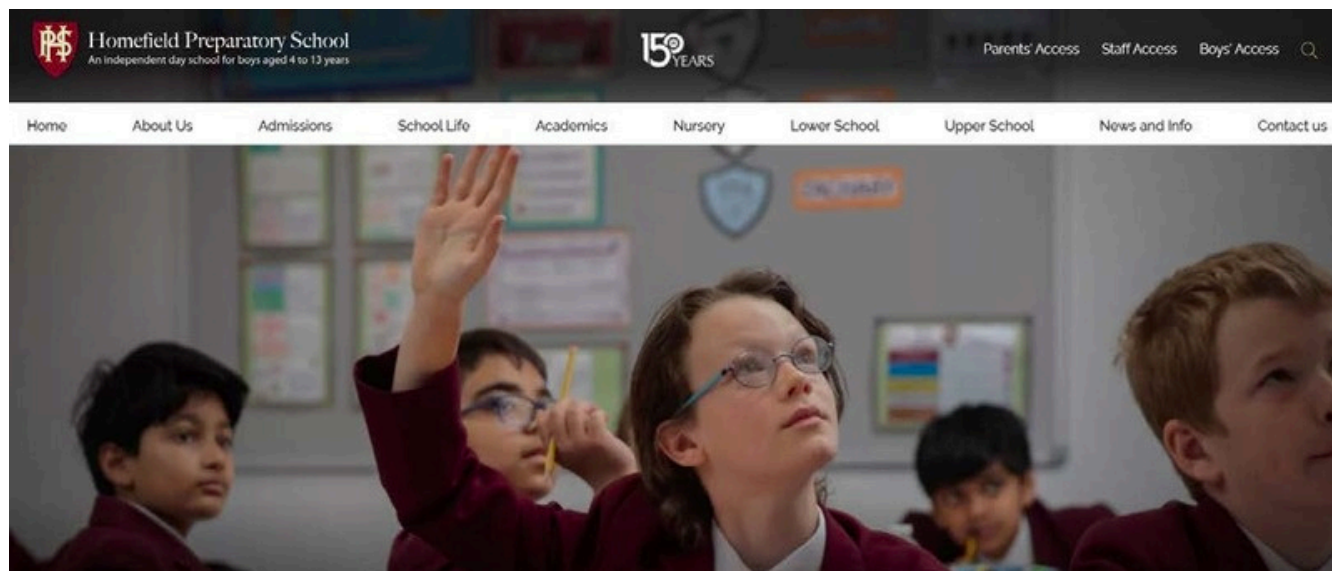 HPS
Homefield Preparatory School
An independent day school for boys aged 4 to 13 years
150 YEARS
Parents' Access Staff Access Boys' Access
Home About Us Admissions School Life Academics Nursery Lower School Upper School News and Info Contact us